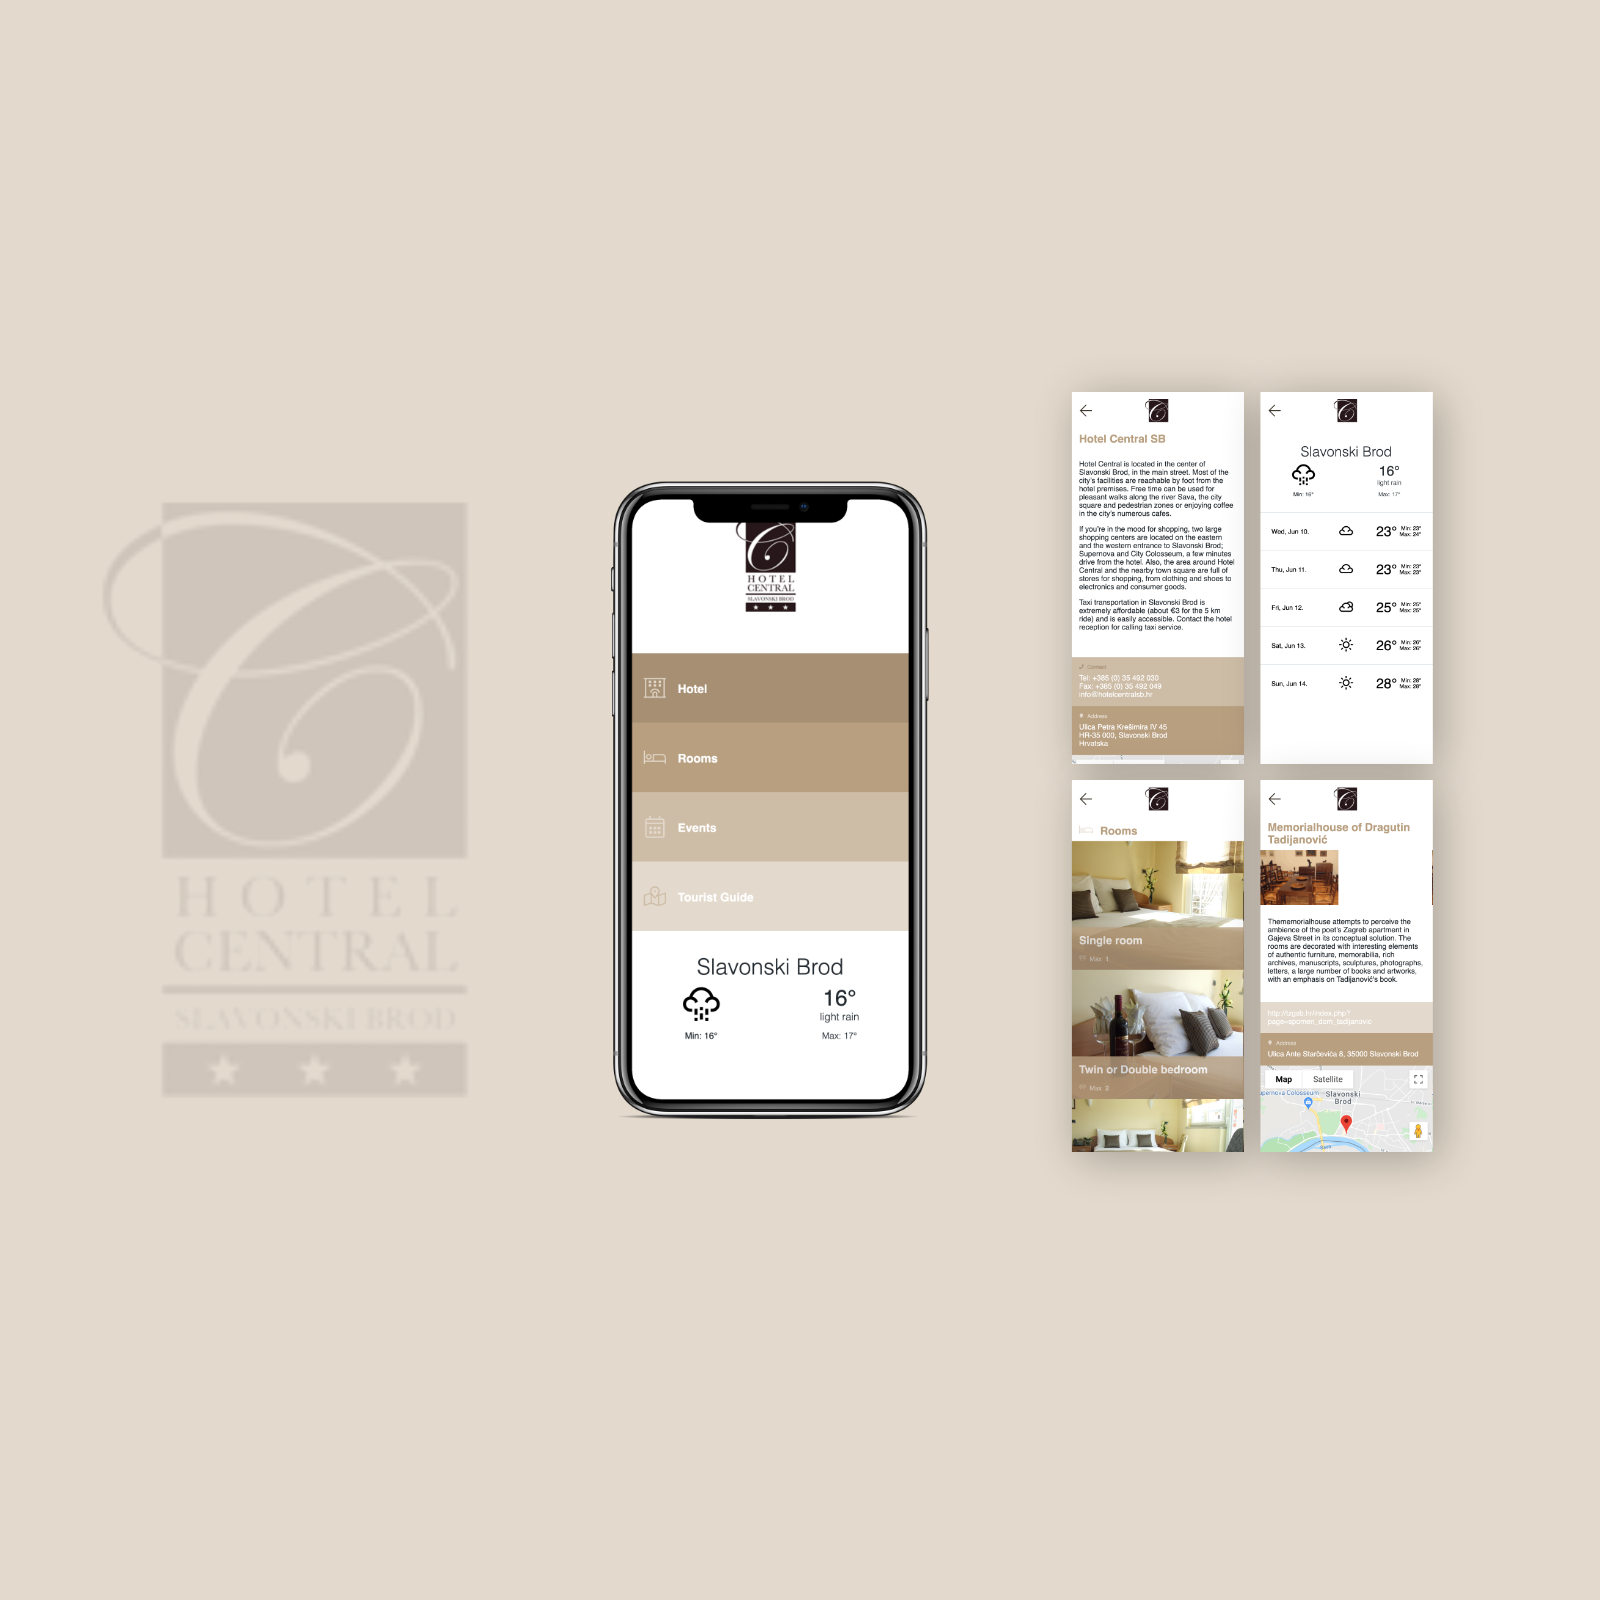 HOTEL
CENTRAL
SLAVONSKI BROD
HOTEL
CENTRAL
SLAVONSKI BROD
Hotel
Rooms
Events
Tourist Guide
Slavonski Brod
16°
light rain
Min: 16°
Max: 17°
Hotel Central SB
Hotel Central is located in the center of
Slavonski Brod, in the main street. Most of the
city's facilities are reachable by foot from the
hotel premises. Free time can be used for
pleasant walks along the river Sava, the city
square and pedestrian zones or enjoying coffee
in the city's numerous cafes.
If you're in the mood for shopping, two large
shopping centers are located on the eastern
and the western entrance to Slavonski Brod;
Supernova and City Colosseum, a few minutes
drive from the hotel. Also, the area around Hotel
Central and the nearby town square are full of
stores for shopping, from clothing and shoes to
electronics and consumer goods.
Taxi transportation in Slavonski Brod is
extremely affordable (about €3 for the 5 km
ride) and is easily accessible. Contact the hotel
reception for calling taxi service.
Contact
Tel: +385 (0) 35 492 030
Fax: +385 (0) 35 492 049
info@hotelcentralsb.hr
Address
Ulica Petra Krešimira IV 45
HR-35 000, Slavonski Brod
Hrvatska
Slavonski Brod
16°
light rain
Min: 16°
Max: 17°
Wed, Jun 10.
23°
Min: 23°
Max: 24°
Thu, Jun 11.
23°
Min: 23°
Max: 23°
Fri, Jun 12.
25°
Min: 25°
Max: 25°
Sat, Jun 13.
26°
Min: 26°
Max: 26°
Sun, Jun 14.
28°
Min: 28°
Max: 28°
Rooms
Single room
Max: 1
Twin or Double bedroom
Max: 2
Memorialhouse of Dragutin
Tadijanović
Thememorialhouse attempts to perceive the
ambience of the poet's Zagreb apartment in
Gajeva Street in its conceptual solution. The
rooms are decorated with interesting elements
of authentic furniture, memorabilia, rich
archives, manuscripts, sculptures, photographs,
letters, a large number of books and artworks,
with an emphasis on Tadijanović's book.
page=spomen_dom_tadijanovic
Address
Ulica Ante Starčevića 8, 35000 Slavonski Brod
Map
Satellite
upernova Colosseum
Slavonski
Brod
Sava